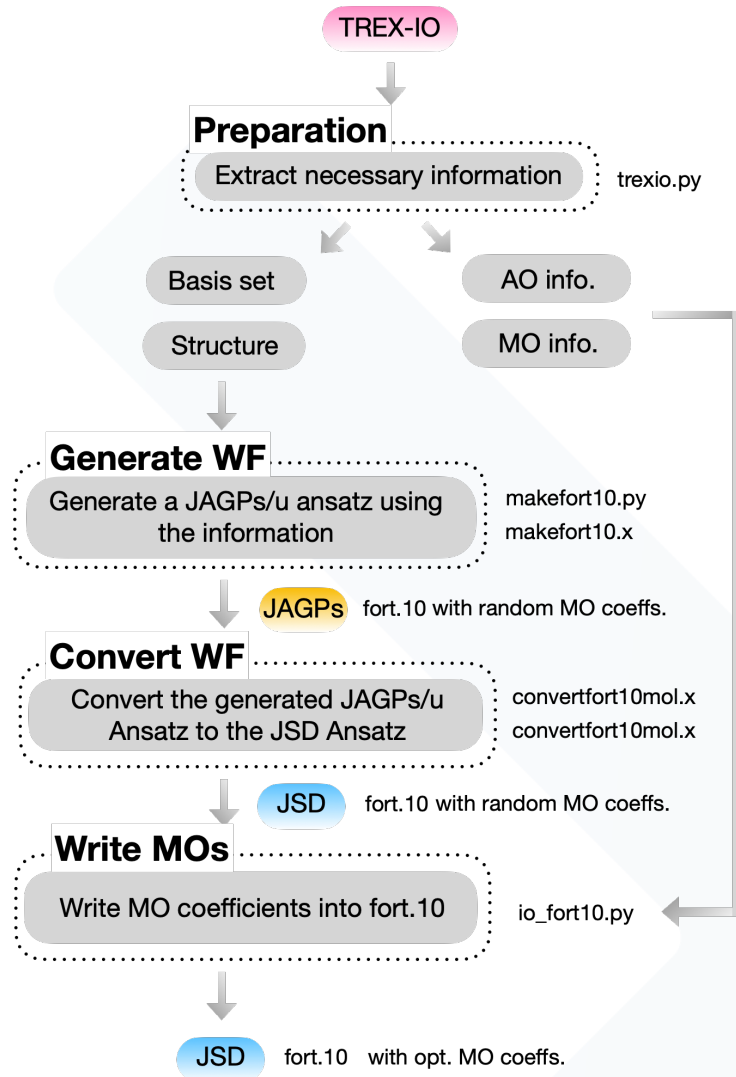 TREX-IO
Preparation
Extract necessary information
trexio.py
Basis set
AO info.
Structure
MO info.
Generate WF
Generate a JAGPs/u ansatz using
the information
makefort10.py
makefort10.x
JAGPs
fort.10 with random MO coeffs.
Convert WF
Convert the generated JAGPs/u
Ansatz to the JSD Ansatz
convertfort10mol.x
convertfort10mol.x
JSD
fort.10 with random MO coeffs.
Write MOs
Write MO coefficients into fort.10
io_fort10.py
JSD
fort.10 with opt. MO coeffs.